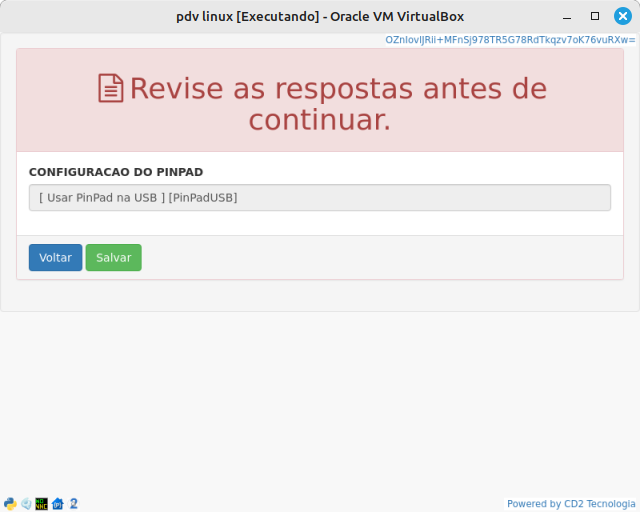 pdv linux [Executando] - Oracle VM VirtualBox
OZnIovIJRii+MFnSj978TR5G78RdTkqzv7oK76vuRXw=
Revise as respostas antes de
continuar.
CONFIGURACAO DO PINPAD
[ Usar PinPad na USB ] [PinPadUSB]
Voltar Salvar
Powered by CD2 Tecnologia